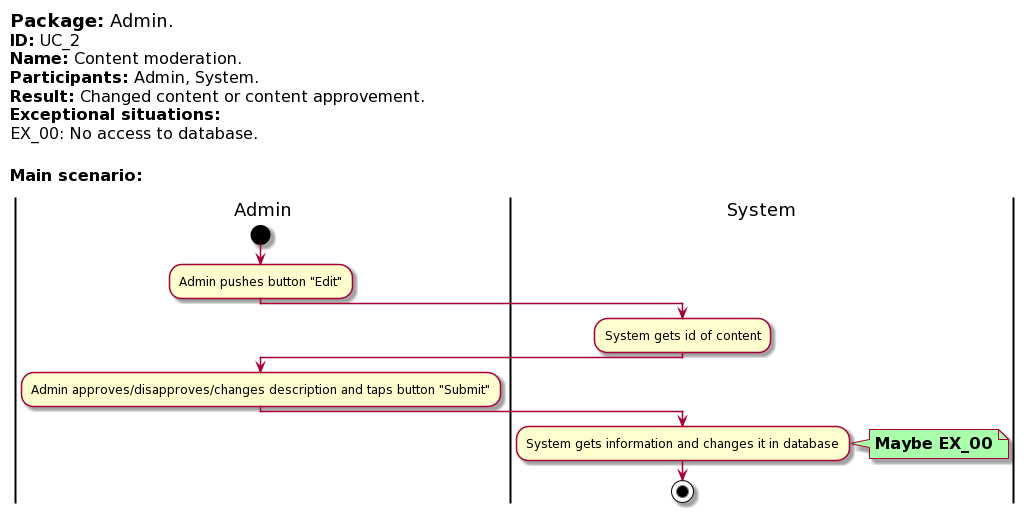 Package: Admin.
ID: UC_2
Name: Content moderation.
Participants: Admin, System.
Result: Changed content or content approvement.
Exceptional situations:
EX_00: No access to database.
Main scenario:
Admin
System
Admin pushes button "Edit"
System gets id of content
Admin approves/disapproves/changes description and taps button "Submit"
System gets information and changes it in database
Maybe EX_00